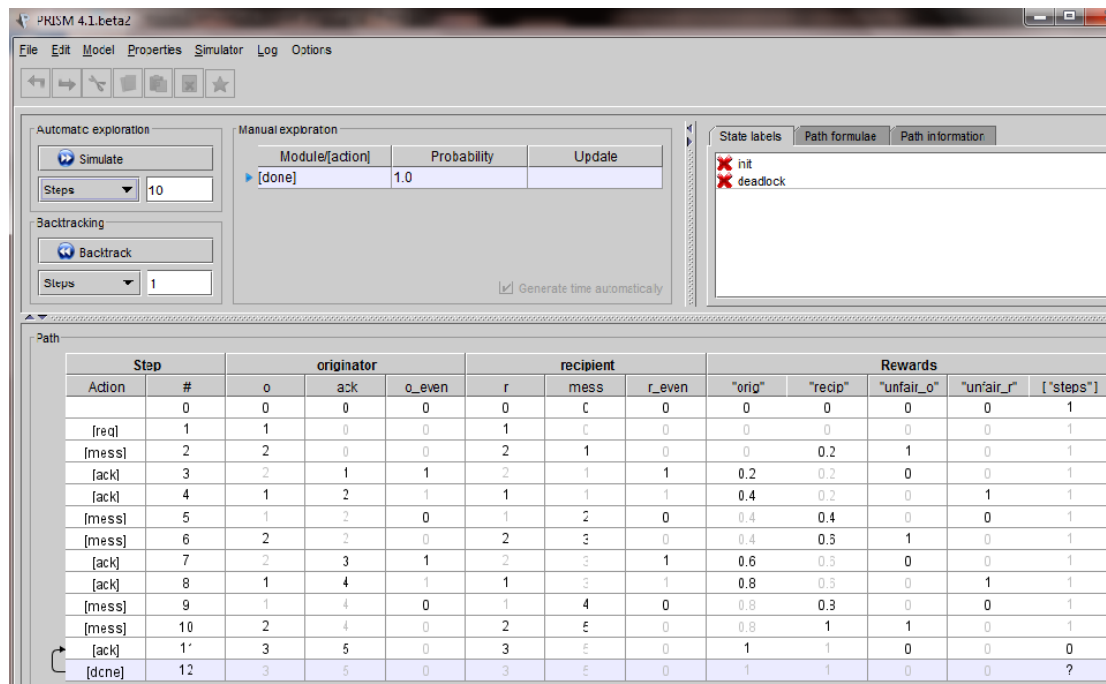 PRISM 4.1.beta2
File Edit Model Properties Simulator Log Options
Automatic exploration
Simulate
Steps 10
Backtracking
Backtrack
Steps 1
Manual exploration
Module/[action] Probability Update
[done] 1.0
Generate time automatically
State labels Path formulae Path information
init
deadlock
Path
Step originator recipient Rewards
Action # o ack o_even r mess r_even "orig" "recip" "unfair_o" "unfair_r" ["steps"]
0 0 0 0 0 0 0 0 0 0 0 1
[req] 1 1 0 0 1 0 0 0 0 0 0 1
[mess] 2 2 0 0 2 1 0 0 0.2 1 0 1
[ack] 3 2 1 1 2 1 1 0.2 0.2 0 0 1
[ack] 4 1 2 1 1 1 1 0.4 0.2 0 1 1
[mess] 5 1 2 0 1 2 0 0.4 0.4 0 0 1
[mess] 6 2 2 0 2 3 0 0.4 0.6 1 0 1
[ack] 7 2 3 1 2 3 1 0.6 0.6 0 0 1
[ack] 8 1 4 1 1 3 1 0.8 0.6 0 1 1
[mess] 9 1 4 0 1 4 0 0.8 0.8 0 0 1
[mess] 10 2 4 0 2 5 0 0.8 1 1 0 1
[ack] 11 3 5 0 3 5 0 1 1 0 0 0
[done] 12 3 5 0 3 5 0 1 1 0 0 ?